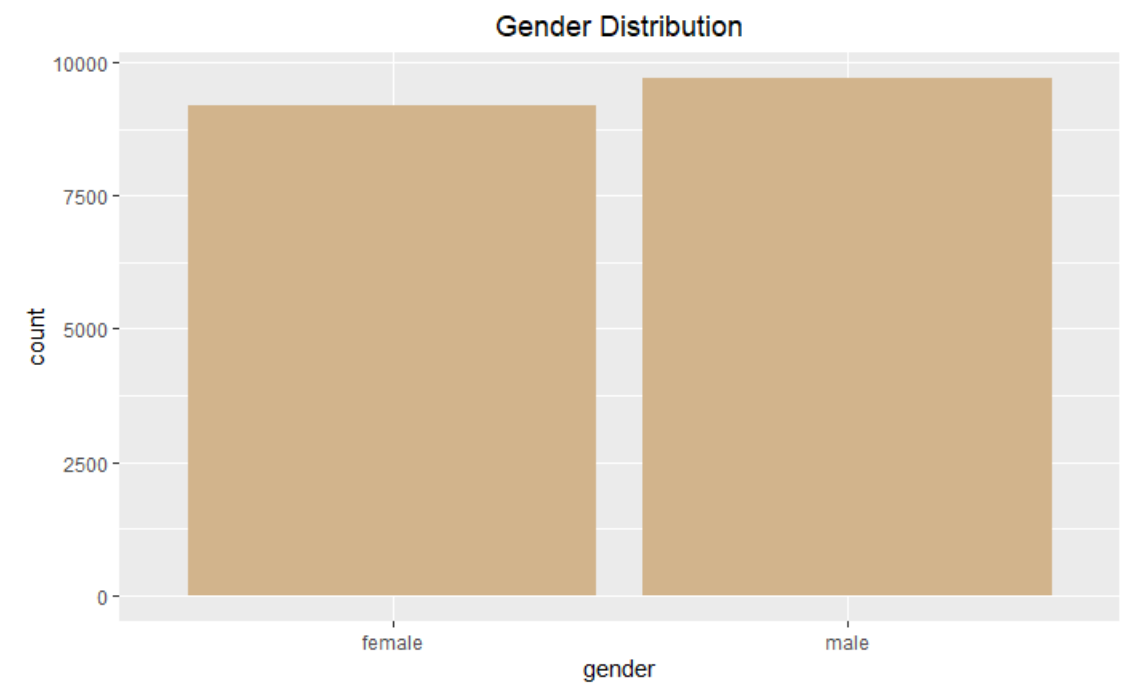 Gender Distribution
10000
7500
5000
2500
0
count
female male
gender